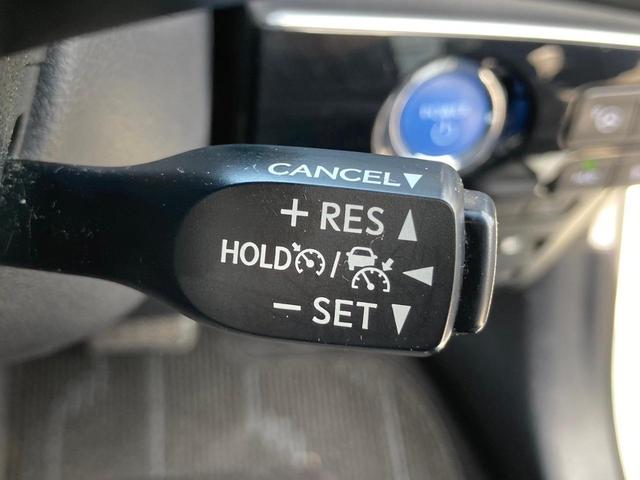 CANCEL▼
+ RES ▲
HOLD / ◀
− SET ▼